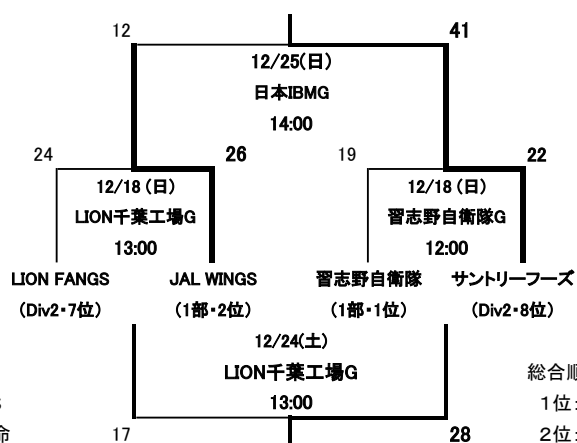 12 41
12/25(日)
日本IBMG
14:00
24 26 19 22
12/18 (日) 12/18 (日)
LION千葉工場G 習志野自衛隊G
13:00 12:00
LION FANGS JAL WINGS 習志野自衛隊 サントリーフーズ
(Div2・7位) (1部・2位) (1部・1位) (Div2・8位)
12/24(土)
LION千葉工場G 総合順
13:00 1位:
17 28 2位: